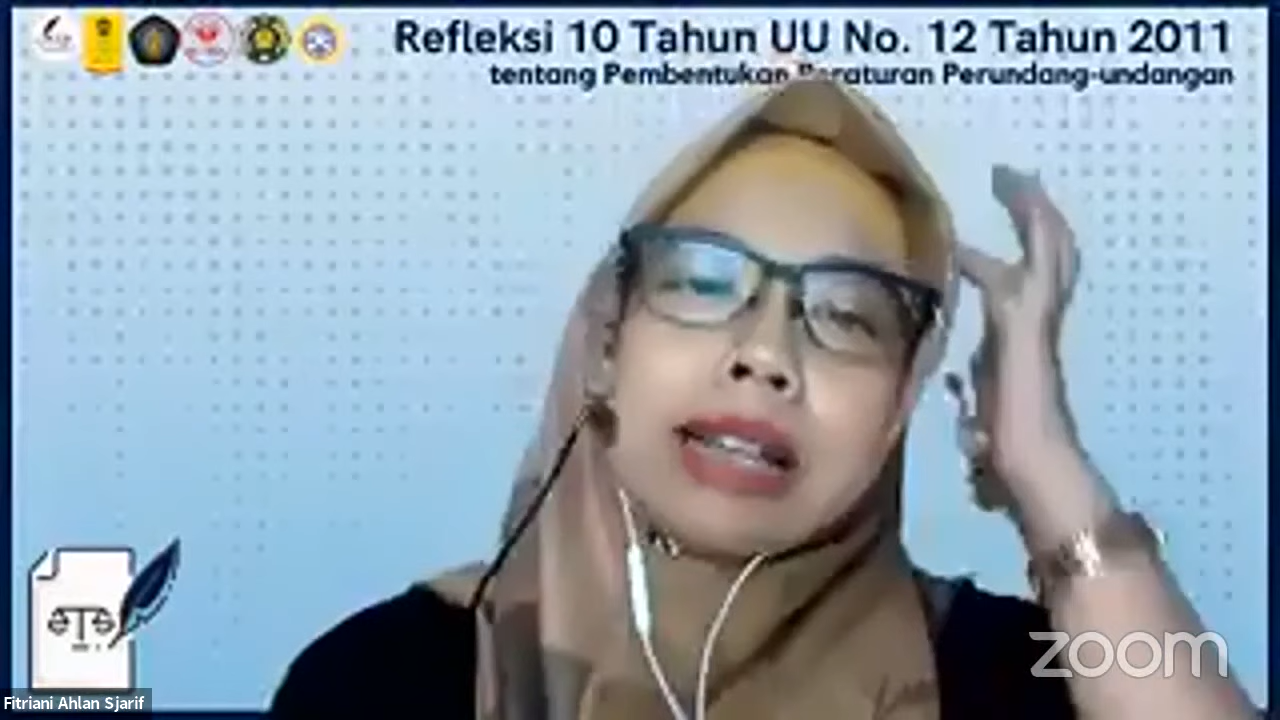 Refleksi 10 Tahun UU No. 12 Tahun 2011
tentang Pembentukan Peraturan Perundang-undangan
zoom
Fitriani Ahlan Sjarif